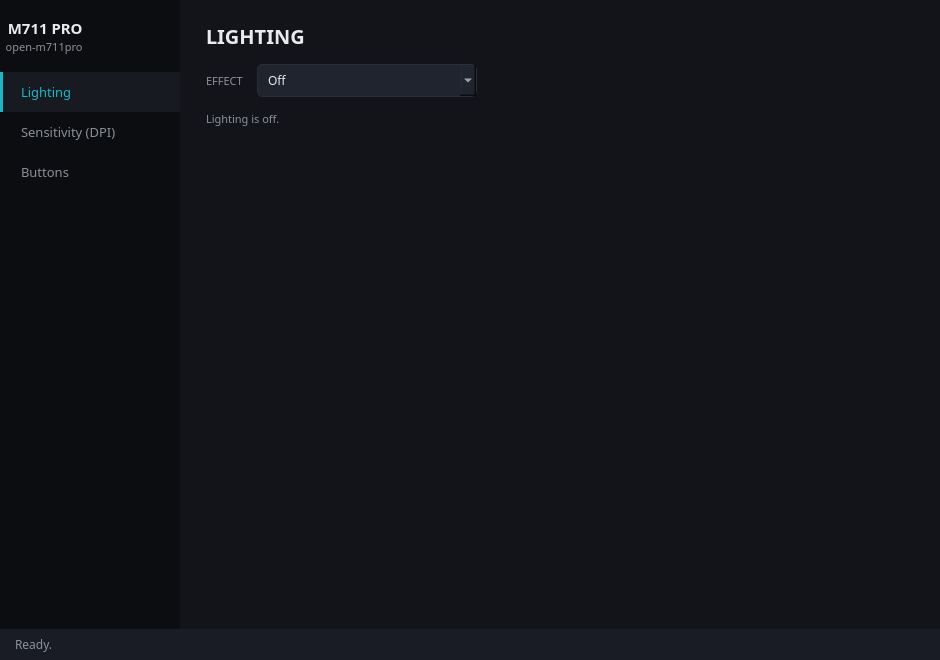 M711 PRO
open-m711pro
Lighting
Sensitivity (DPI)
Buttons
LIGHTING
EFFECT Off
Lighting is off.
Ready.